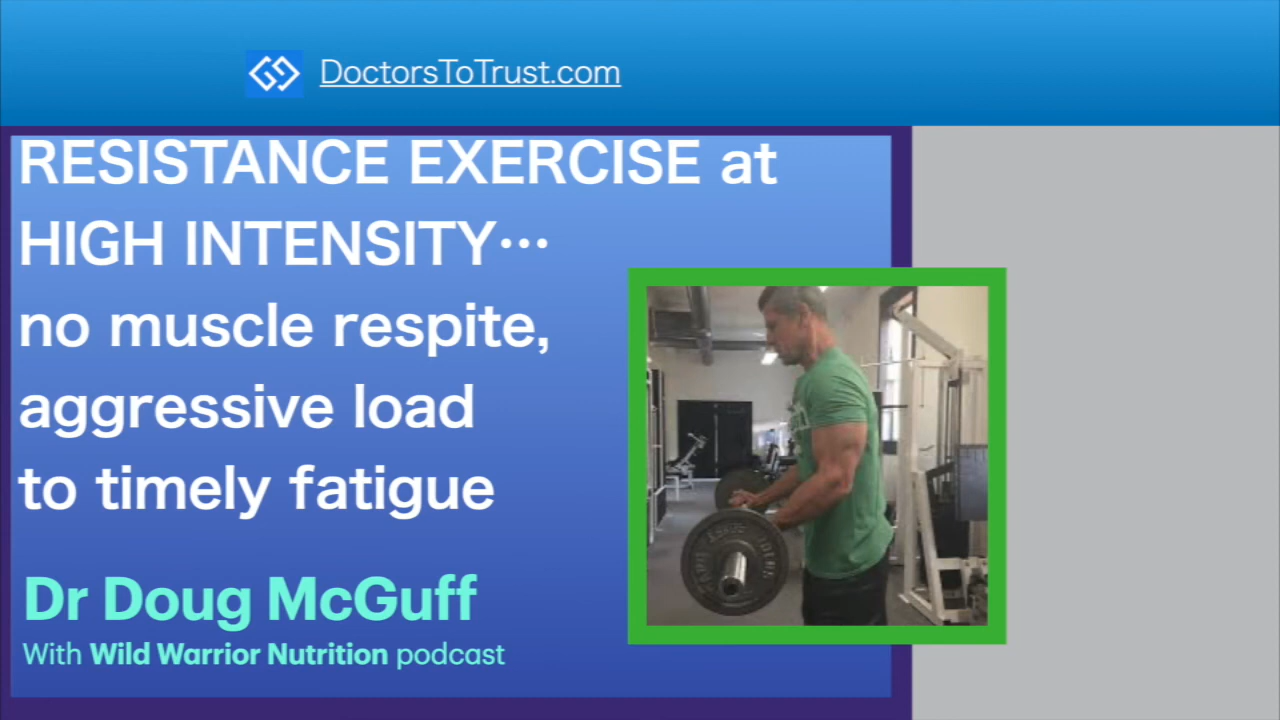 DoctorsToTrust.com
RESISTANCE EXERCISE at
HIGH INTENSITY…
no muscle respite,
aggressive load
to timely fatigue
Dr Doug McGuff
With Wild Warrior Nutrition podcast